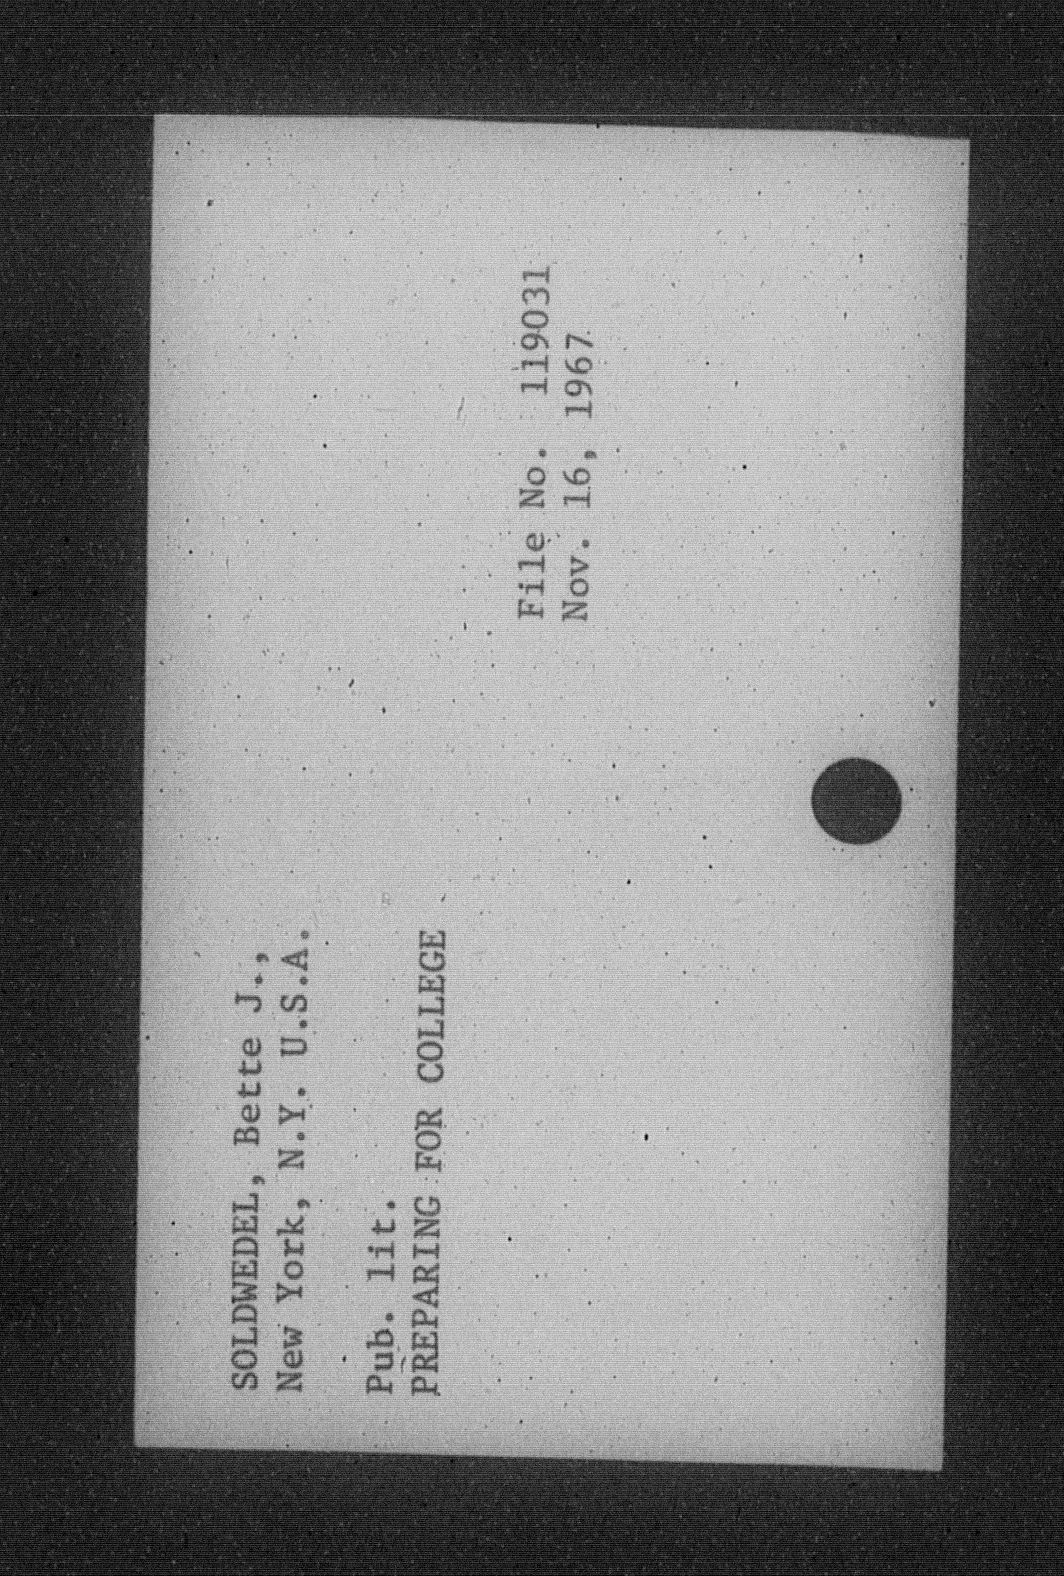 SOLDWEDEL, Bette J.,
New York, N.Y. U.S.A.
Pub. lit.
PREPARING FOR COLLEGE
File No. 119031
Nov. 16, 1967